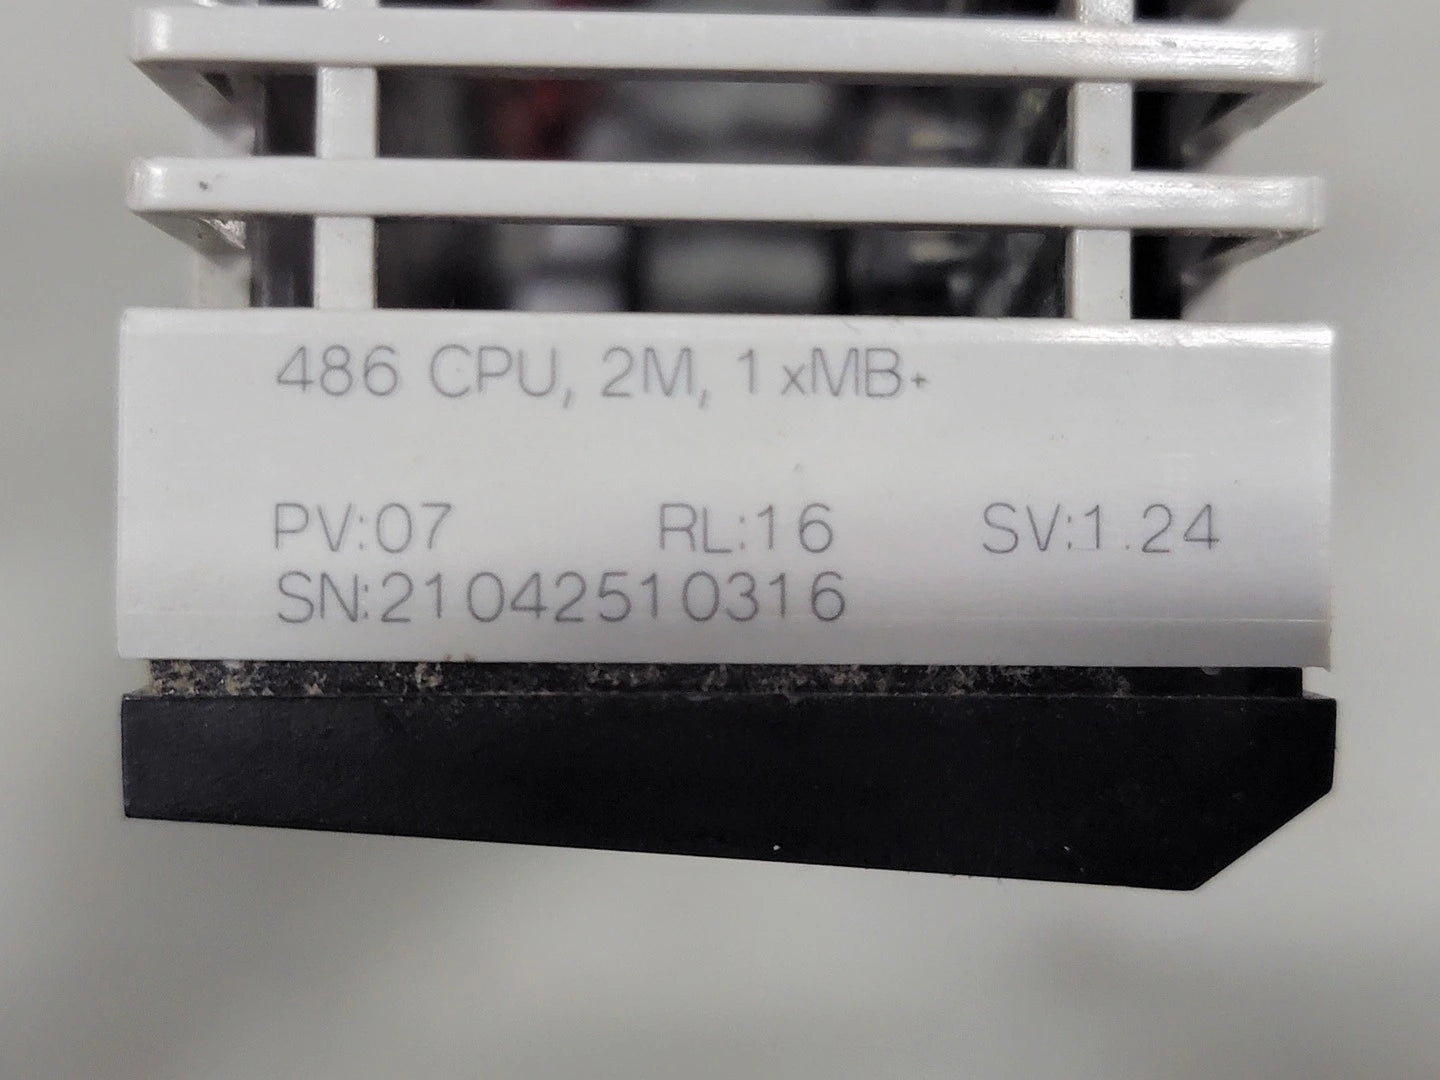 486 CPU, 2M, 1xMB+
PV:07 RL:16 SV:1.24
SN:21042510316